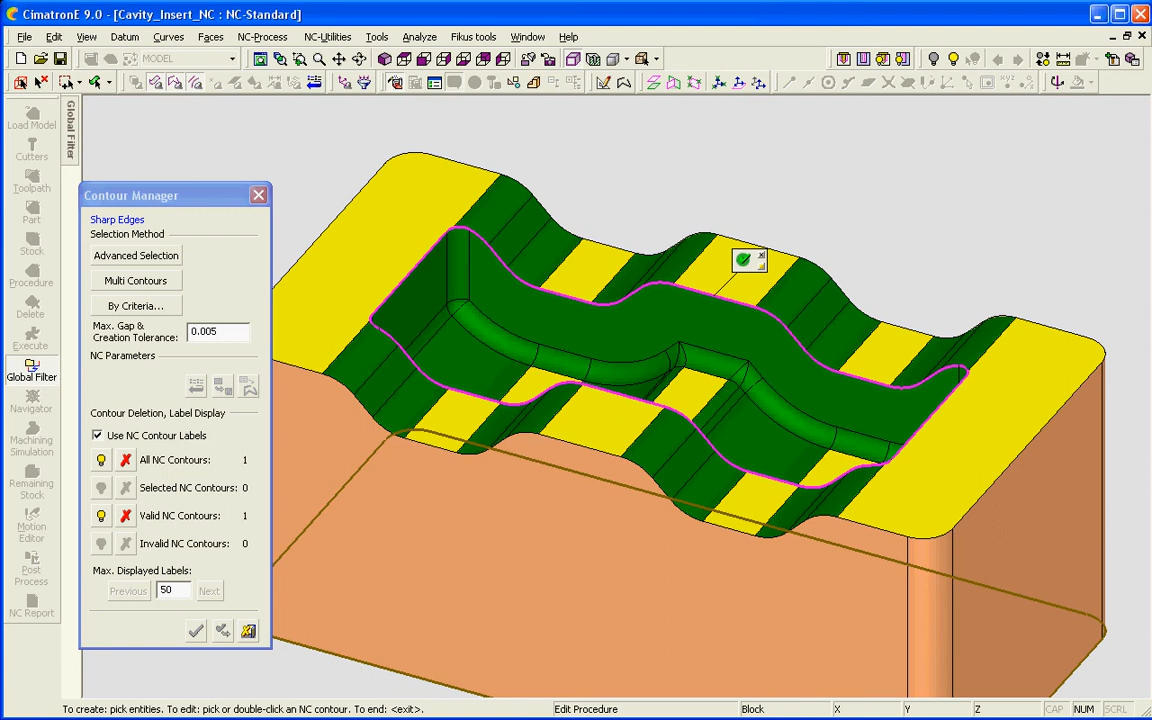 CimatronE 9.0 - [Cavity_Insert_NC : NC-Standard]
File Edit View Datum Curves Faces NC-Process NC-Utilities Tools Analyze Fikus tools Window Help
MODEL
Load Model
Cutters
Toolpath
Part
Stock
Procedure
Delete
Execute
Global Filter
Navigator
Machining
Simulation
Remaining
Stock
Motion
Editor
Post
Process
NC Report
Global Filter
Contour Manager
Sharp Edges
Selection Method
Advanced Selection
Multi Contours
By Criteria...
Max. Gap &
Creation Tolerance: 0.005
NC Parameters
Contour Deletion, Label Display
Use NC Contour Labels
All NC Contours: 1
Selected NC Contours: 0
Valid NC Contours: 1
Invalid NC Contours: 0
Max. Displayed Labels:
Previous 50 Next
To create: pick entities. To edit: pick or double-click an NC contour. To end: <exit>. Edit Procedure Block X Y Z CAP NUM SCRL